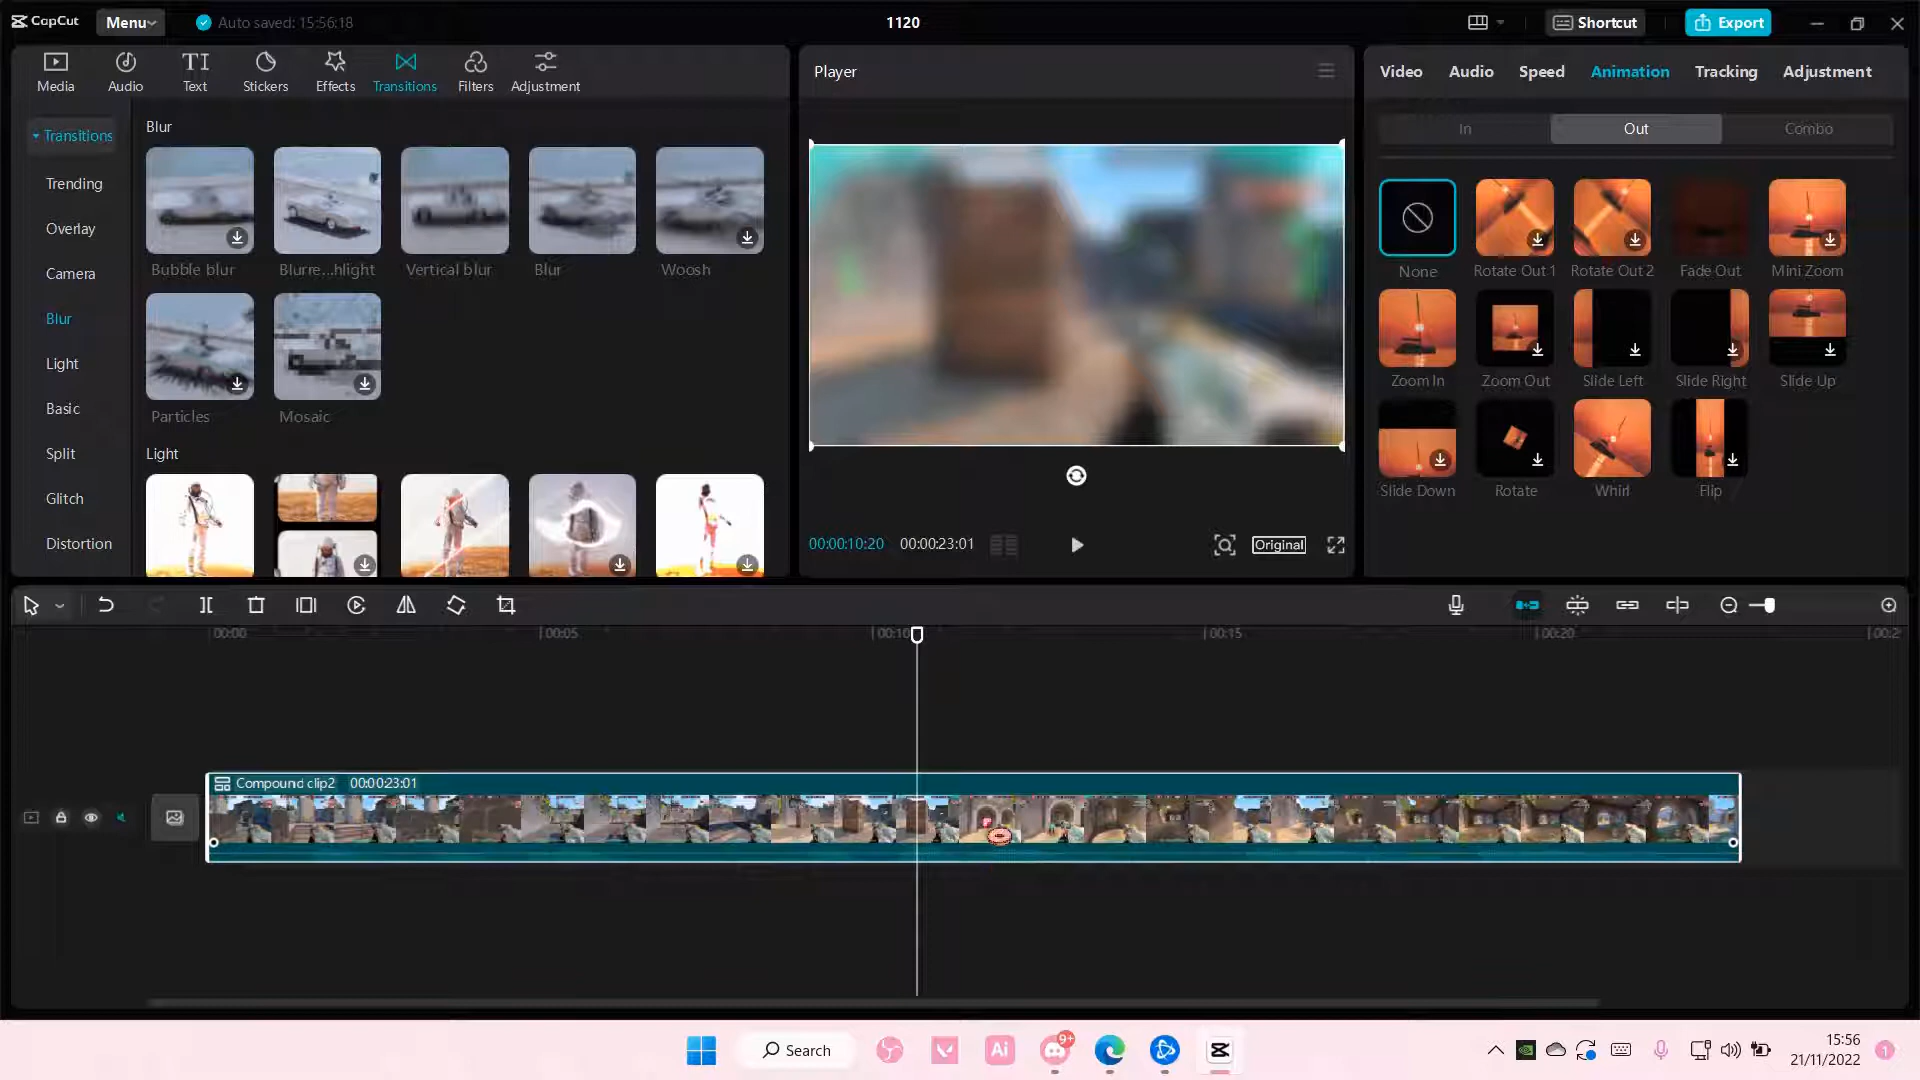 CapCut
Menu
Auto saved: 15:56:18
1120
Shortcut
Export
Media
Audio
Text
Stickers
Effects
Transitions
Filters
Adjustment
Player
Video
Audio
Speed
Animation
Tracking
Adjustment
Transitions
Trending
Overlay
Camera
Blur
Light
Basic
Split
Glitch
Distortion
Blur
Bubble blur
Blurre...hlight
Vertical blur
Blur
Woosh
Particles
Mosaic
Light
00:00:10:20
00:00:23:01
Original
In
Out
Combo
None
Rotate Out 1
Rotate Out 2
Fade Out
Mini Zoom
Zoom In
Zoom Out
Slide Left
Slide Right
Slide Up
Slide Down
Rotate
Whirl
Flip
00:00
00:05
00:10
00:15
00:20
00:2
Compound clip2 00:00:23:01
Search
Ai
9+
15:56
21/11/2022
1